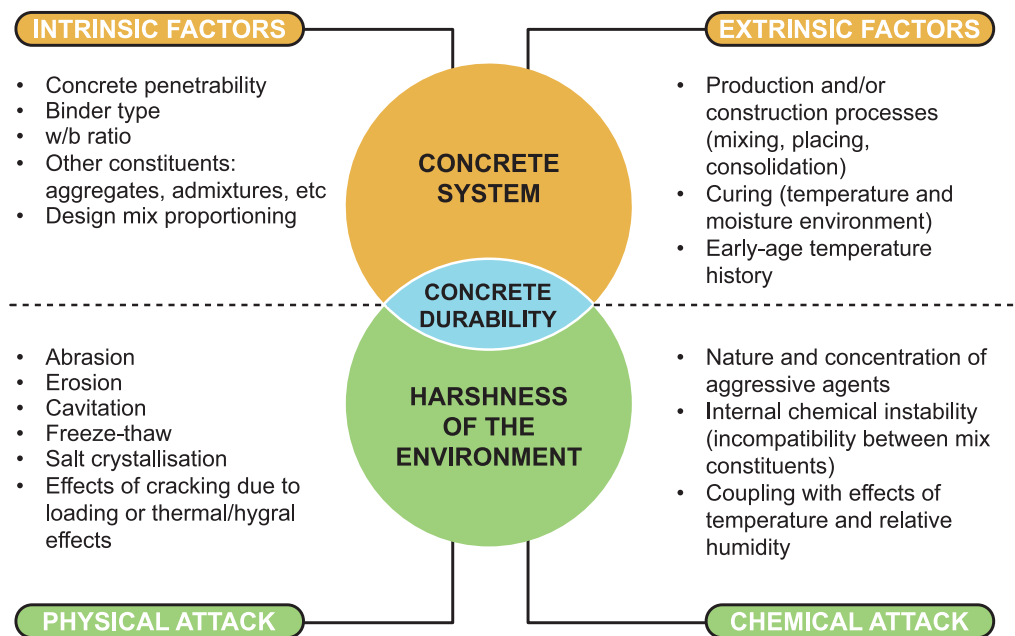 INTRINSIC FACTORS
• Concrete penetrability
• Binder type
• w/b ratio
• Other constituents:
aggregates, admixtures, etc
• Design mix proportioning
EXTRINSIC FACTORS
• Production and/or
construction processes
(mixing, placing,
consolidation)
• Curing (temperature and
moisture environment)
• Early-age temperature
history
CONCRETE
SYSTEM
CONCRETE
DURABILITY
HARSHNESS
OF THE
ENVIRONMENT
• Abrasion
• Erosion
• Cavitation
• Freeze-thaw
• Salt crystallisation
• Effects of cracking due to
loading or thermal/hygral
effects
PHYSICAL ATTACK
• Nature and concentration of
aggressive agents
• Internal chemical instability
(incompatibility between mix
constituents)
• Coupling with effects of
temperature and relative
humidity
CHEMICAL ATTACK